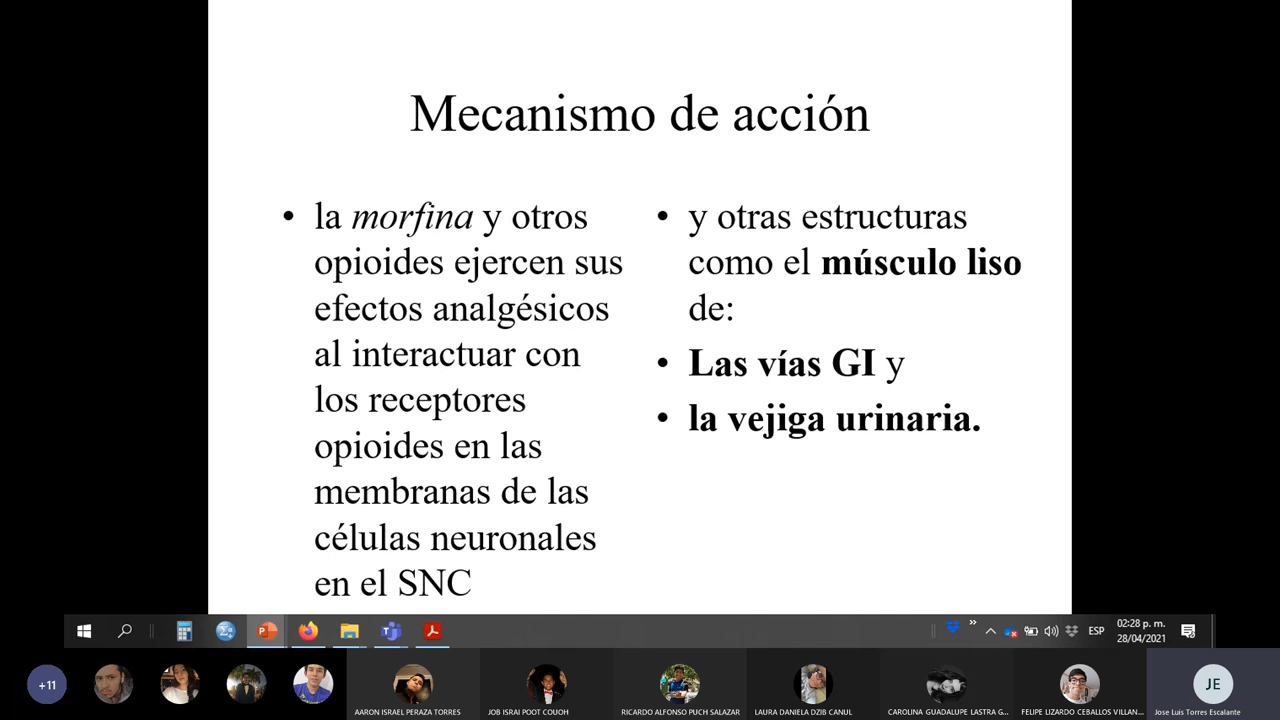 Mecanismo de acción
• la morfina y otros
opioides ejercen sus
efectos analgésicos
al interactuar con
los receptores
opioides en las
membranas de las
células neuronales
en el SNC
• y otras estructuras
como el músculo liso
de:
• Las vías GI y
• la vejiga urinaria.
ESP
02:28 p. m.
28/04/2021
+11
AARON ISRAEL PERAZA TORRES
JOB ISRAI POOT COUOH
RICARDO ALFONSO PUCH SALAZAR
LAURA DANIELA DZIB CANUL
CAROLINA GUADALUPE LASTRA G...
FELIPE LIZARDO CEBALLOS VILLAN...
JE
Jose Luis Torres Escalante